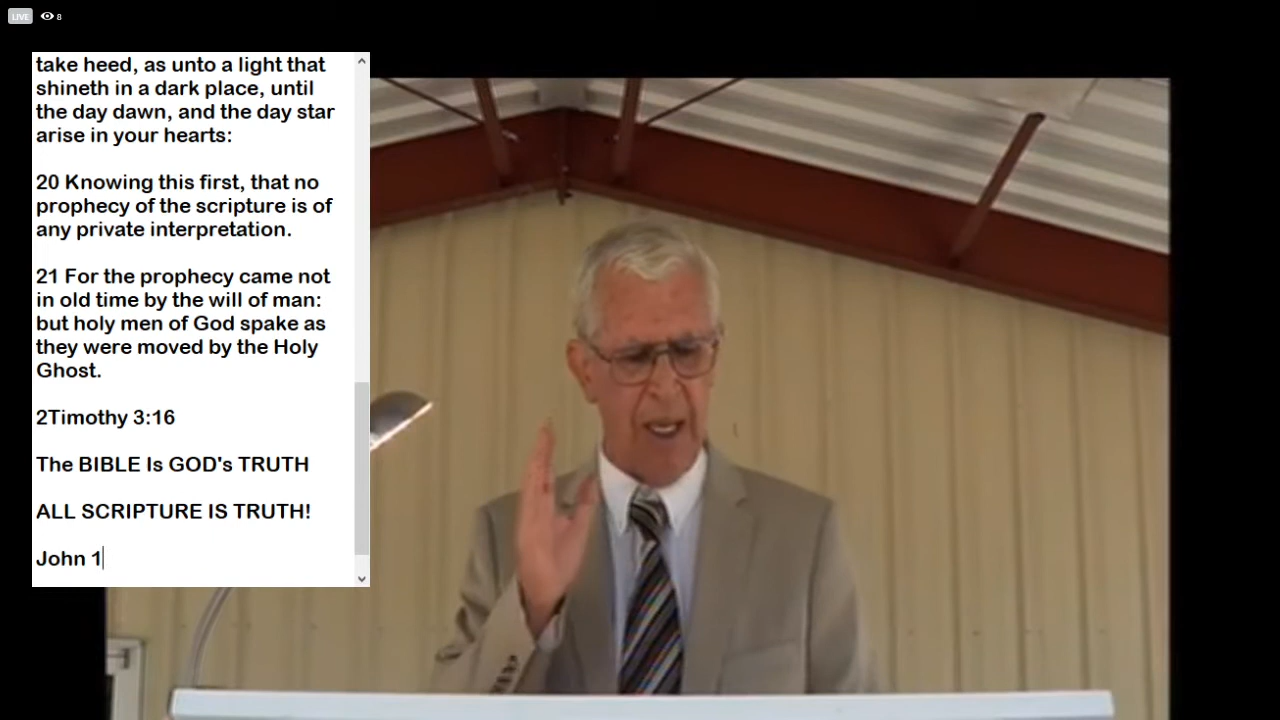 LIVE 8
take heed, as unto a light that
shineth in a dark place, until
the day dawn, and the day star
arise in your hearts:
20 Knowing this first, that no
prophecy of the scripture is of
any private interpretation.
21 For the prophecy came not
in old time by the will of man:
but holy men of God spake as
they were moved by the Holy
Ghost.
2Timothy 3:16
The BIBLE Is GOD's TRUTH
ALL SCRIPTURE IS TRUTH!
John 1